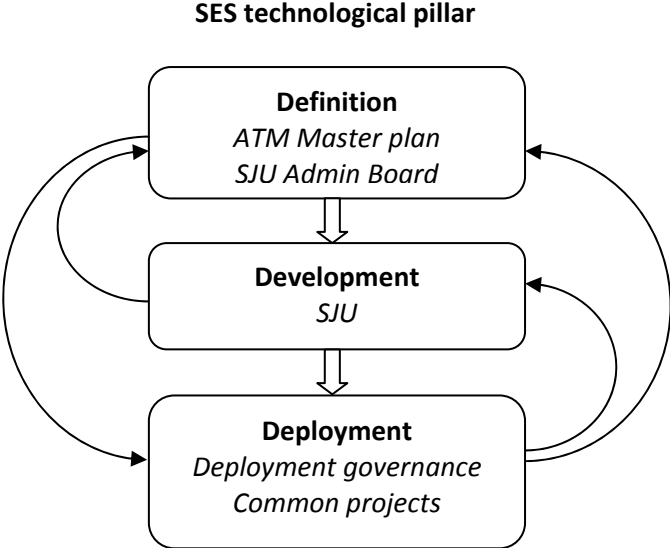 SES technological pillar
Definition
ATM Master plan
SJU Admin Board
Development
SJU
Deployment
Deployment governance
Common projects